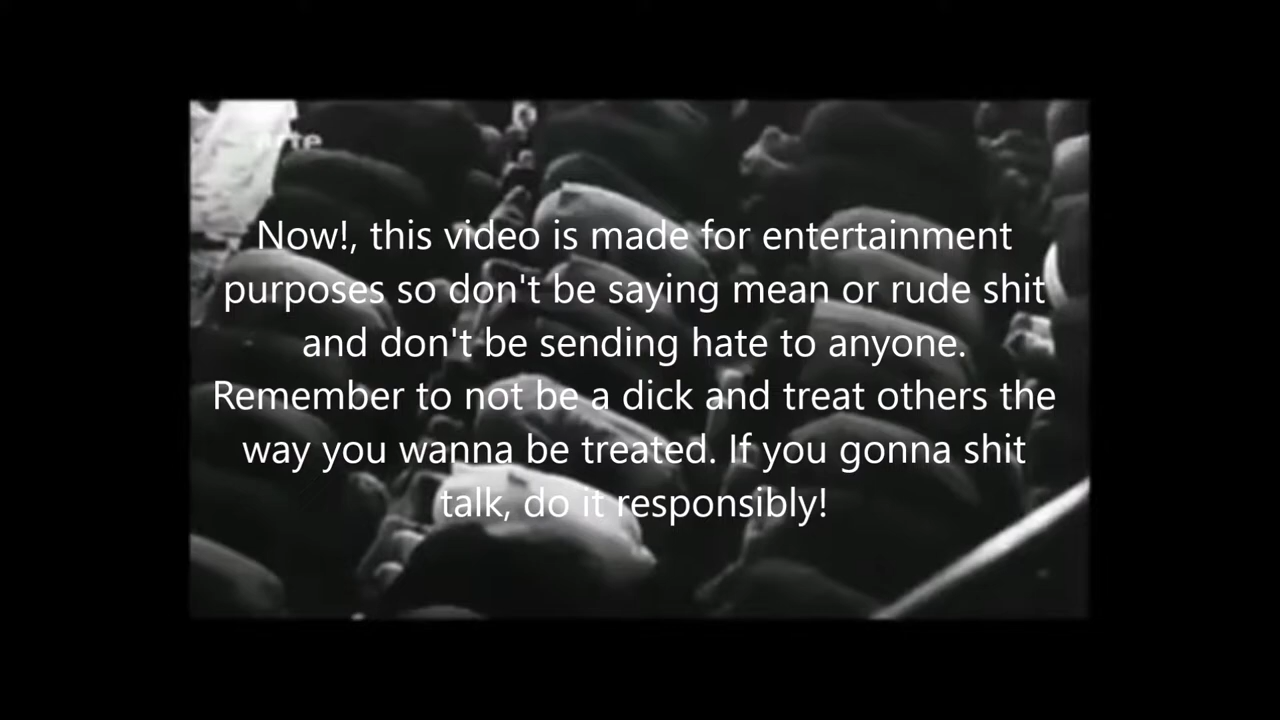 arte
Now!, this video is made for entertainment
purposes so don't be saying mean or rude shit
and don't be sending hate to anyone.
Remember to not be a dick and treat others the
way you wanna be treated. If you gonna shit
talk, do it responsibly!